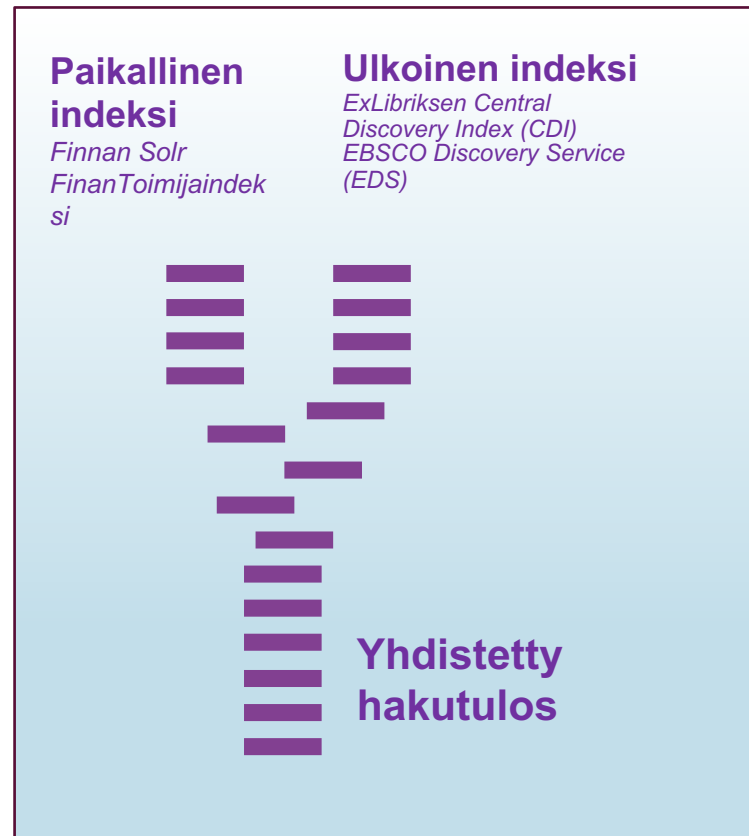 Paikallinen
indeksi
Finnan Solr
FinanToimijaindek
si
Ulkoinen indeksi
ExLibriksen Central
Discovery Index (CDI)
EBSCO Discovery Service
(EDS)
Yhdistetty
hakutulos